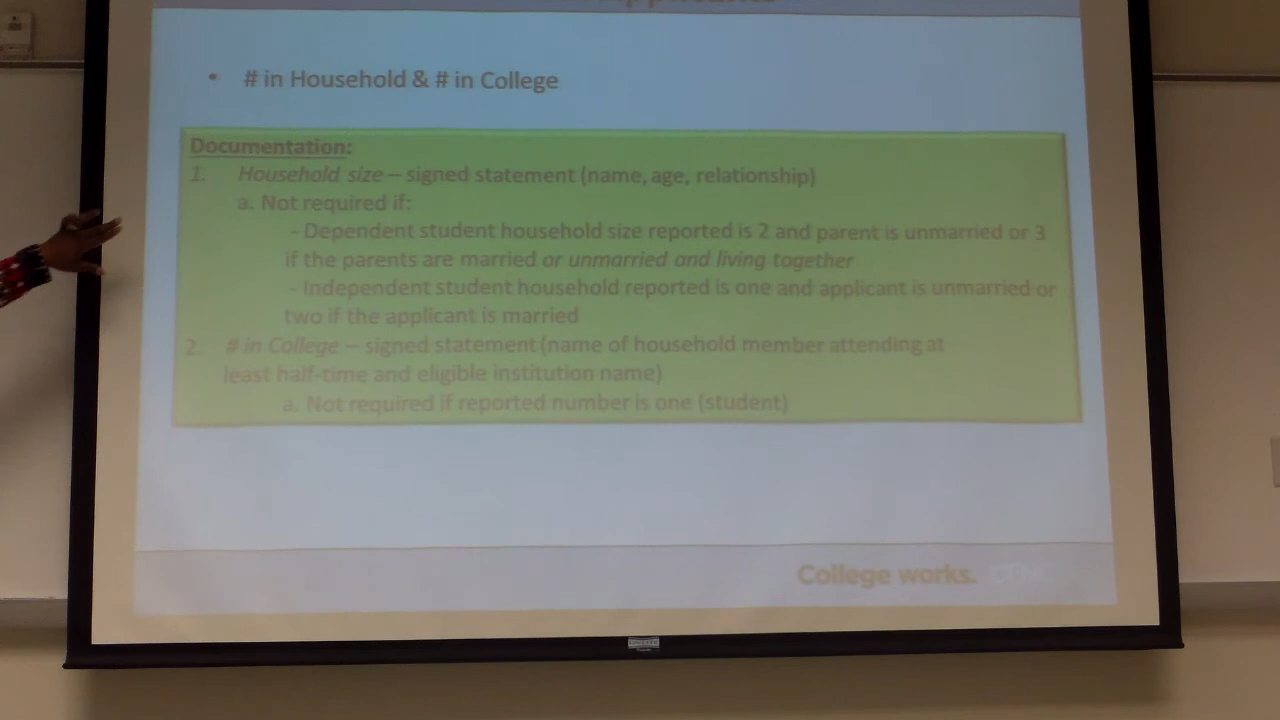 • # in Household & # in College
Documentation:
1. Household size – signed statement (name, age, relationship)
a. Not required if:
- Dependent student household size reported is 2 and parent is unmarried or 3
if the parents are married or unmarried and living together
- Independent student household reported is one and applicant is unmarried or
two if the applicant is married
2. # in College – signed statement (name of household member attending at
least half-time and eligible institution name)
a. Not required if reported number is one (student)
College works.